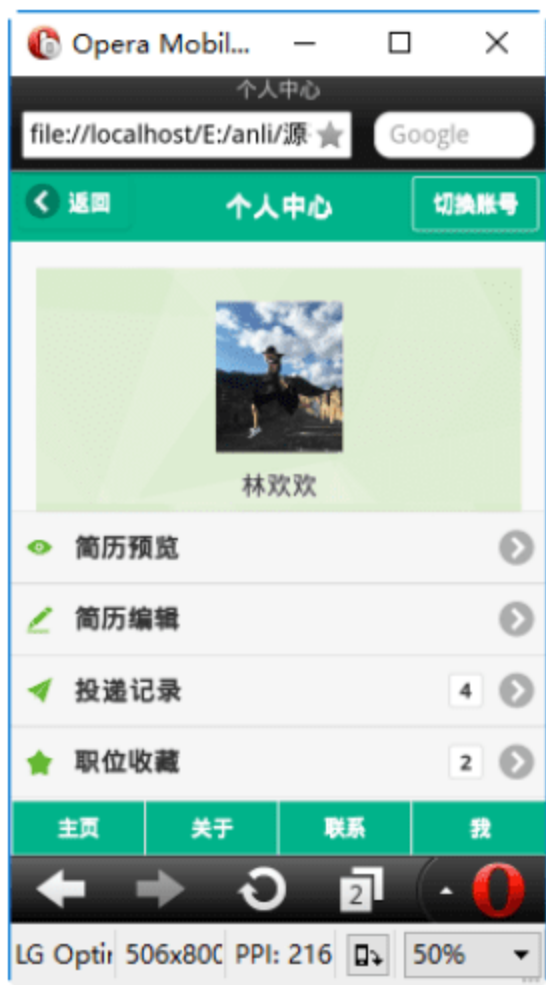 Opera Mobil...
个人中心
file://localhost/E:/anli/源
Google
返回 个人中心 切换账号
林欢欢
简历预览
简历编辑
投递记录 4
职位收藏 2
主页 关于 联系 我
2
LG Optir 506x800 PPI: 216 50%